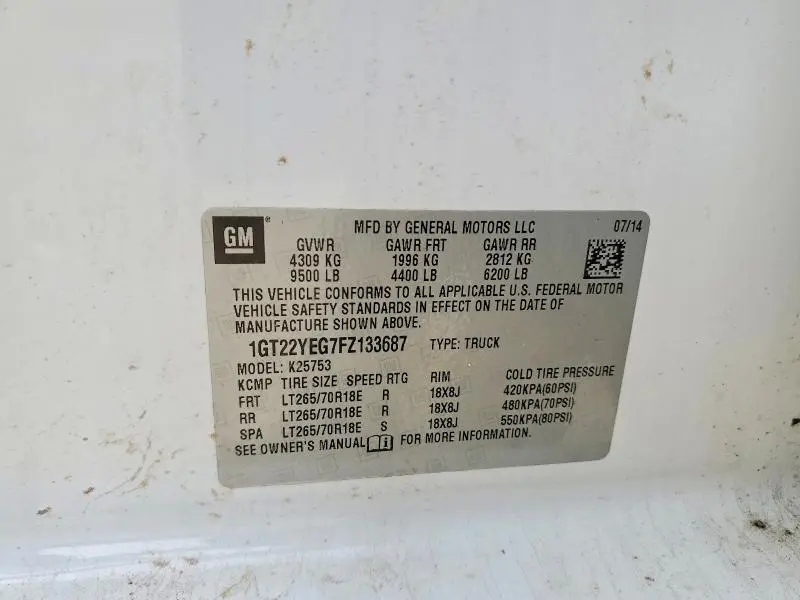 GM®
MFD BY GENERAL MOTORS LLC 07/14
GVWR GAWR FRT GAWR RR
4309 KG 1996 KG 2812 KG
9500 LB 4400 LB 6200 LB
THIS VEHICLE CONFORMS TO ALL APPLICABLE U.S. FEDERAL MOTOR
VEHICLE SAFETY STANDARDS IN EFFECT ON THE DATE OF
MANUFACTURE SHOWN ABOVE.
1GT22YEG7FZ133687 TYPE: TRUCK
MODEL: K25753
KCMP TIRE SIZE SPEED RTG RIM COLD TIRE PRESSURE
FRT LT265/70R18E R 18X8J 420KPA(60PSI)
RR LT265/70R18E R 18X8J 480KPA(70PSI)
SPA LT265/70R18E S 18X8J 550KPA(80PSI)
SEE OWNER'S MANUAL i FOR MORE INFORMATION.